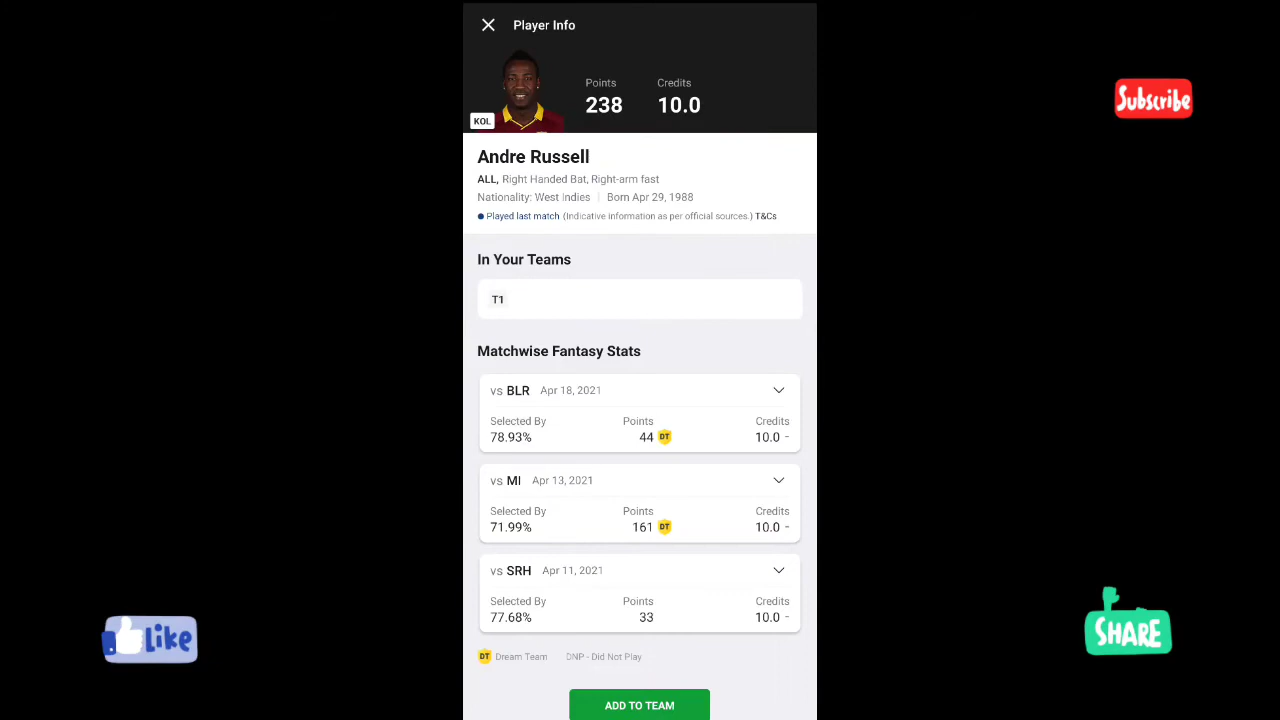 Player Info
Points Credits
238 10.0
KOL
Subscribe
Andre Russell
ALL, Right Handed Bat, Right-arm fast
Nationality: West Indies | Born Apr 29, 1988
Played last match (Indicative information as per official sources.) T&Cs
In Your Teams
T1
Matchwise Fantasy Stats
vs BLR Apr 18, 2021
Selected By Points Credits
78.93% 44 DT 10.0 -
vs MI Apr 13, 2021
Selected By Points Credits
71.99% 161 DT 10.0 -
vs SRH Apr 11, 2021
Selected By Points Credits
77.68% 33 10.0 -
like
SHARE
DT Dream Team DNP - Did Not Play
ADD TO TEAM